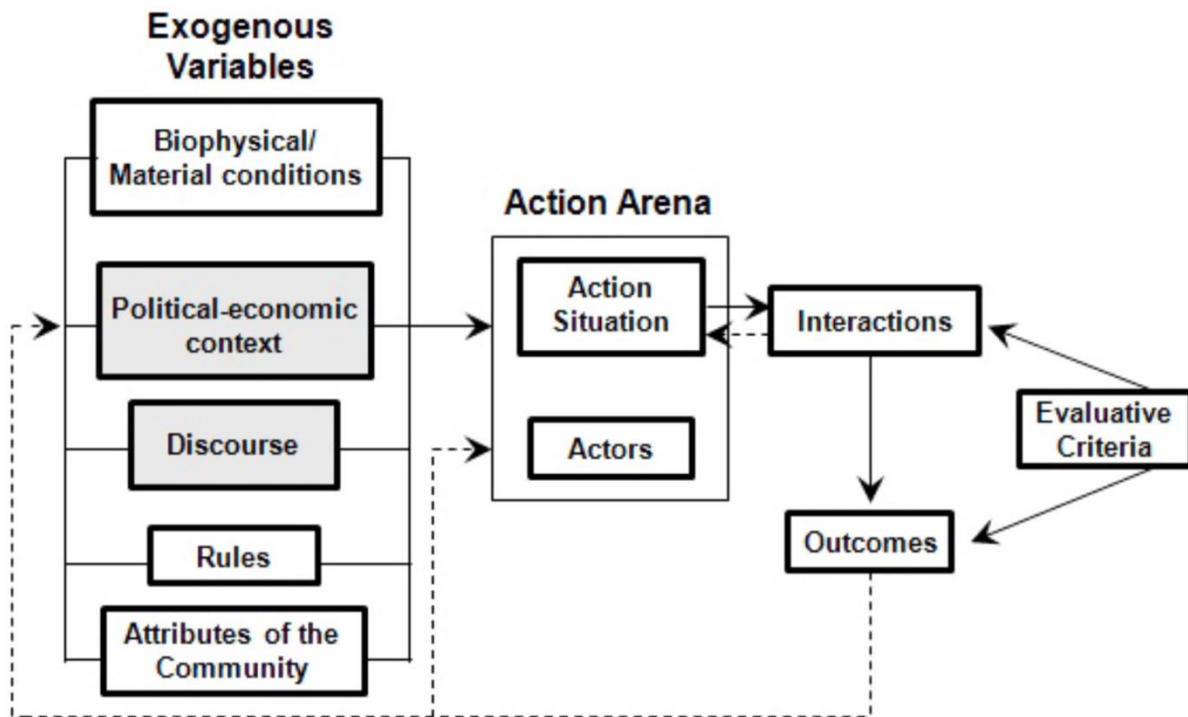 Exogenous
Variables
Biophysical/
Material conditions
Political-economic
context
Discourse
Rules
Attributes of the
Community
Action Arena
Action
Situation
Actors
Interactions
Outcomes
Evaluative
Criteria